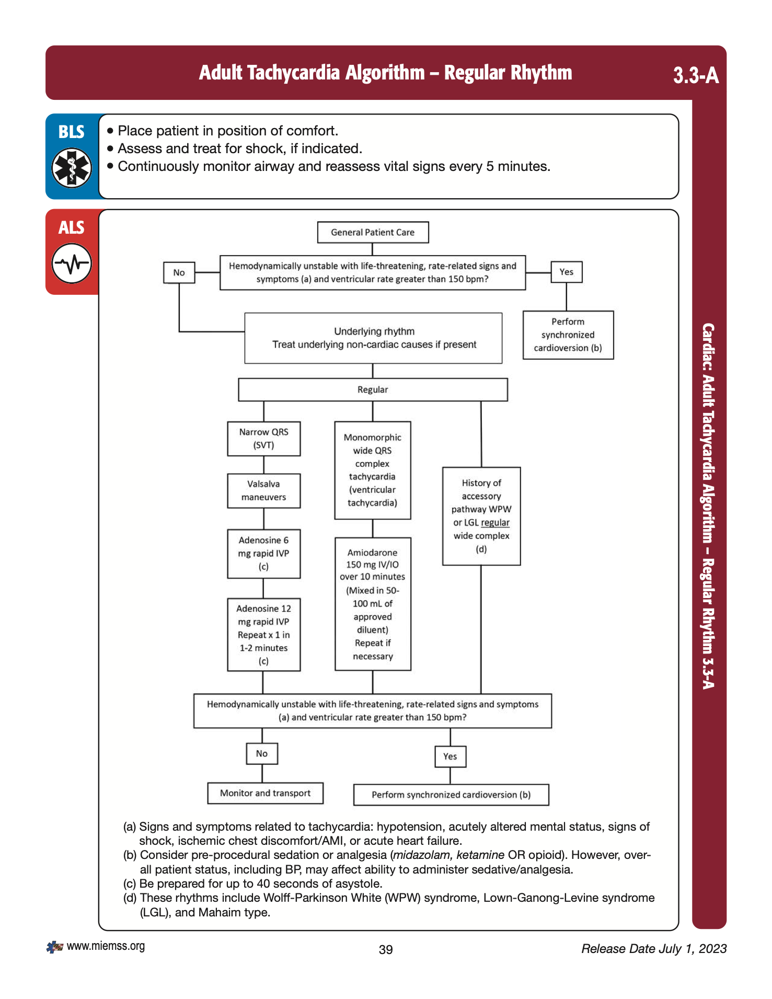 Adult Tachycardia Algorithm – Regular Rhythm
3.3-A
BLS
• Place patient in position of comfort.
• Assess and treat for shock, if indicated.
• Continuously monitor airway and reassess vital signs every 5 minutes.
ALS
General Patient Care
No
Hemodynamically unstable with life-threatening, rate-related signs and
symptoms (a) and ventricular rate greater than 150 bpm?
Yes
Perform
synchronized
cardioversion (b)
Underlying rhythm
Treat underlying non-cardiac causes if present
Regular
Narrow QRS
(SVT)
Valsalva
maneuvers
Adenosine 6
mg rapid IVP
(c)
Adenosine 12
mg rapid IVP
Repeat x 1 in
1-2 minutes
(c)
Monomorphic
wide QRS
complex
tachycardia
(ventricular
tachycardia)
Amiodarone
150 mg IV/IO
over 10 minutes
(Mixed in 50-
100 mL of
approved
diluent)
Repeat if
necessary
History of
accessory
pathway WPW
or LGL regular
wide complex
(d)
Hemodynamically unstable with life-threatening, rate-related signs and symptoms
(a) and ventricular rate greater than 150 bpm?
No
Monitor and transport
Yes
Perform synchronized cardioversion (b)
(a) Signs and symptoms related to tachycardia: hypotension, acutely altered mental status, signs of
shock, ischemic chest discomfort/AMI, or acute heart failure.
(b) Consider pre-procedural sedation or analgesia (midazolam, ketamine OR opioid). However, over-
all patient status, including BP, may affect ability to administer sedative/analgesia.
(c) Be prepared for up to 40 seconds of asystole.
(d) These rhythms include Wolff-Parkinson White (WPW) syndrome, Lown-Ganong-Levine syndrome
(LGL), and Mahaim type.
Cardiac: Adult Tachycardia Algorithm – Regular Rhythm 3.3-A
www.miemss.org
39
Release Date July 1, 2023